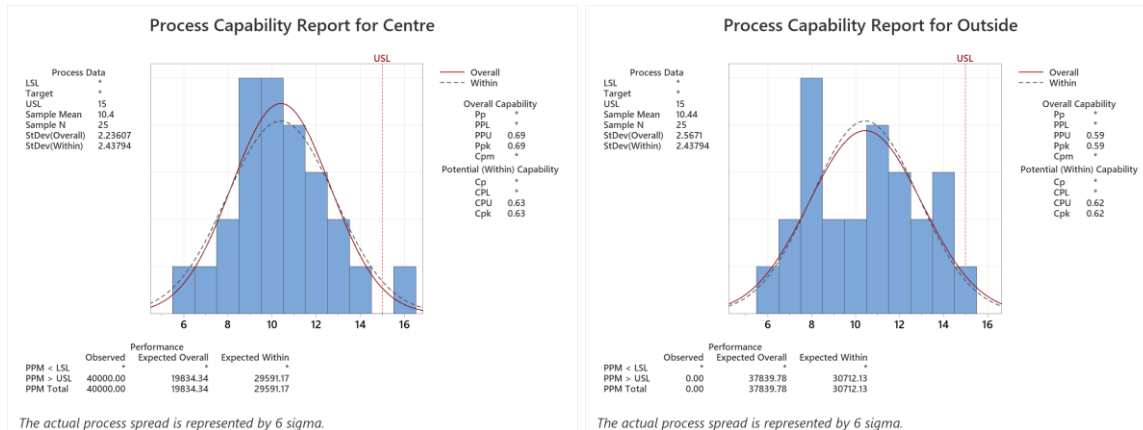 Process Capability Report for Centre
USL
Process Data
LSL *
Target *
USL 15
Sample Mean 10.4
Sample N 25
StDev(Overall) 2.23607
StDev(Within) 2.43794
Overall
Within
Overall Capability
Pp *
PPL *
PPU 0.69
Ppk 0.69
Cpm *
Potential (Within) Capability
Cp *
CPL *
CPU 0.63
Cpk 0.63
6 8 10 12 14 16
Performance
Observed Expected Overall Expected Within
PPM < LSL * * *
PPM > USL 40000.00 19834.34 29591.17
PPM Total 40000.00 19834.34 29591.17
The actual process spread is represented by 6 sigma.
Process Capability Report for Outside
USL
Process Data
LSL *
Target *
USL 15
Sample Mean 10.44
Sample N 25
StDev(Overall) 2.5671
StDev(Within) 2.43794
Overall
Within
Overall Capability
Pp *
PPL *
PPU 0.59
Ppk 0.59
Cpm *
Potential (Within) Capability
Cp *
CPL *
CPU 0.62
Cpk 0.62
6 8 10 12 14 16
Performance
Observed Expected Overall Expected Within
PPM < LSL * * *
PPM > USL 0.00 37839.78 30712.13
PPM Total 0.00 37839.78 30712.13
The actual process spread is represented by 6 sigma.